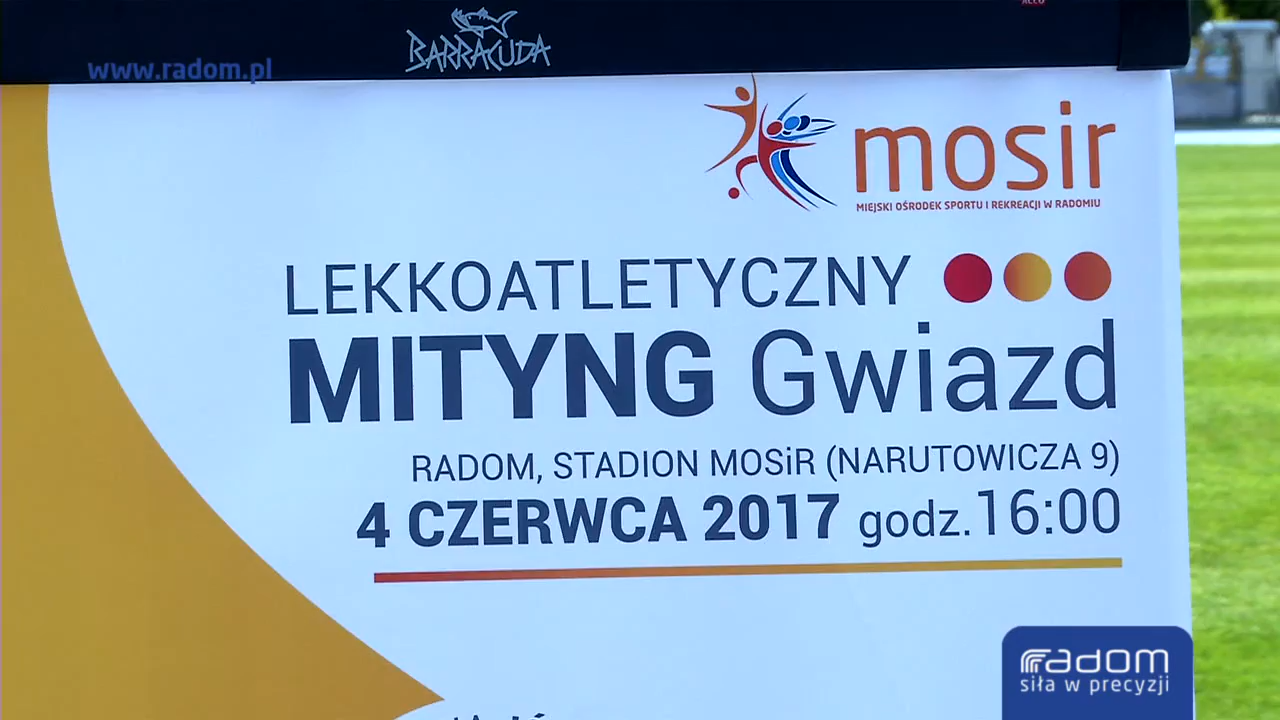 BARRACUDA
www.radom.pl
mosir
MIEJSKI OŚRODEK SPORTU I REKREACJI W RADOMIU
LEKKOATLETYCZNY
MITYNG Gwiazd
RADOM, STADION MOSiR (NARUTOWICZA 9)
4 CZERWCA 2017 godz.16:00
radom
siła w precyzji